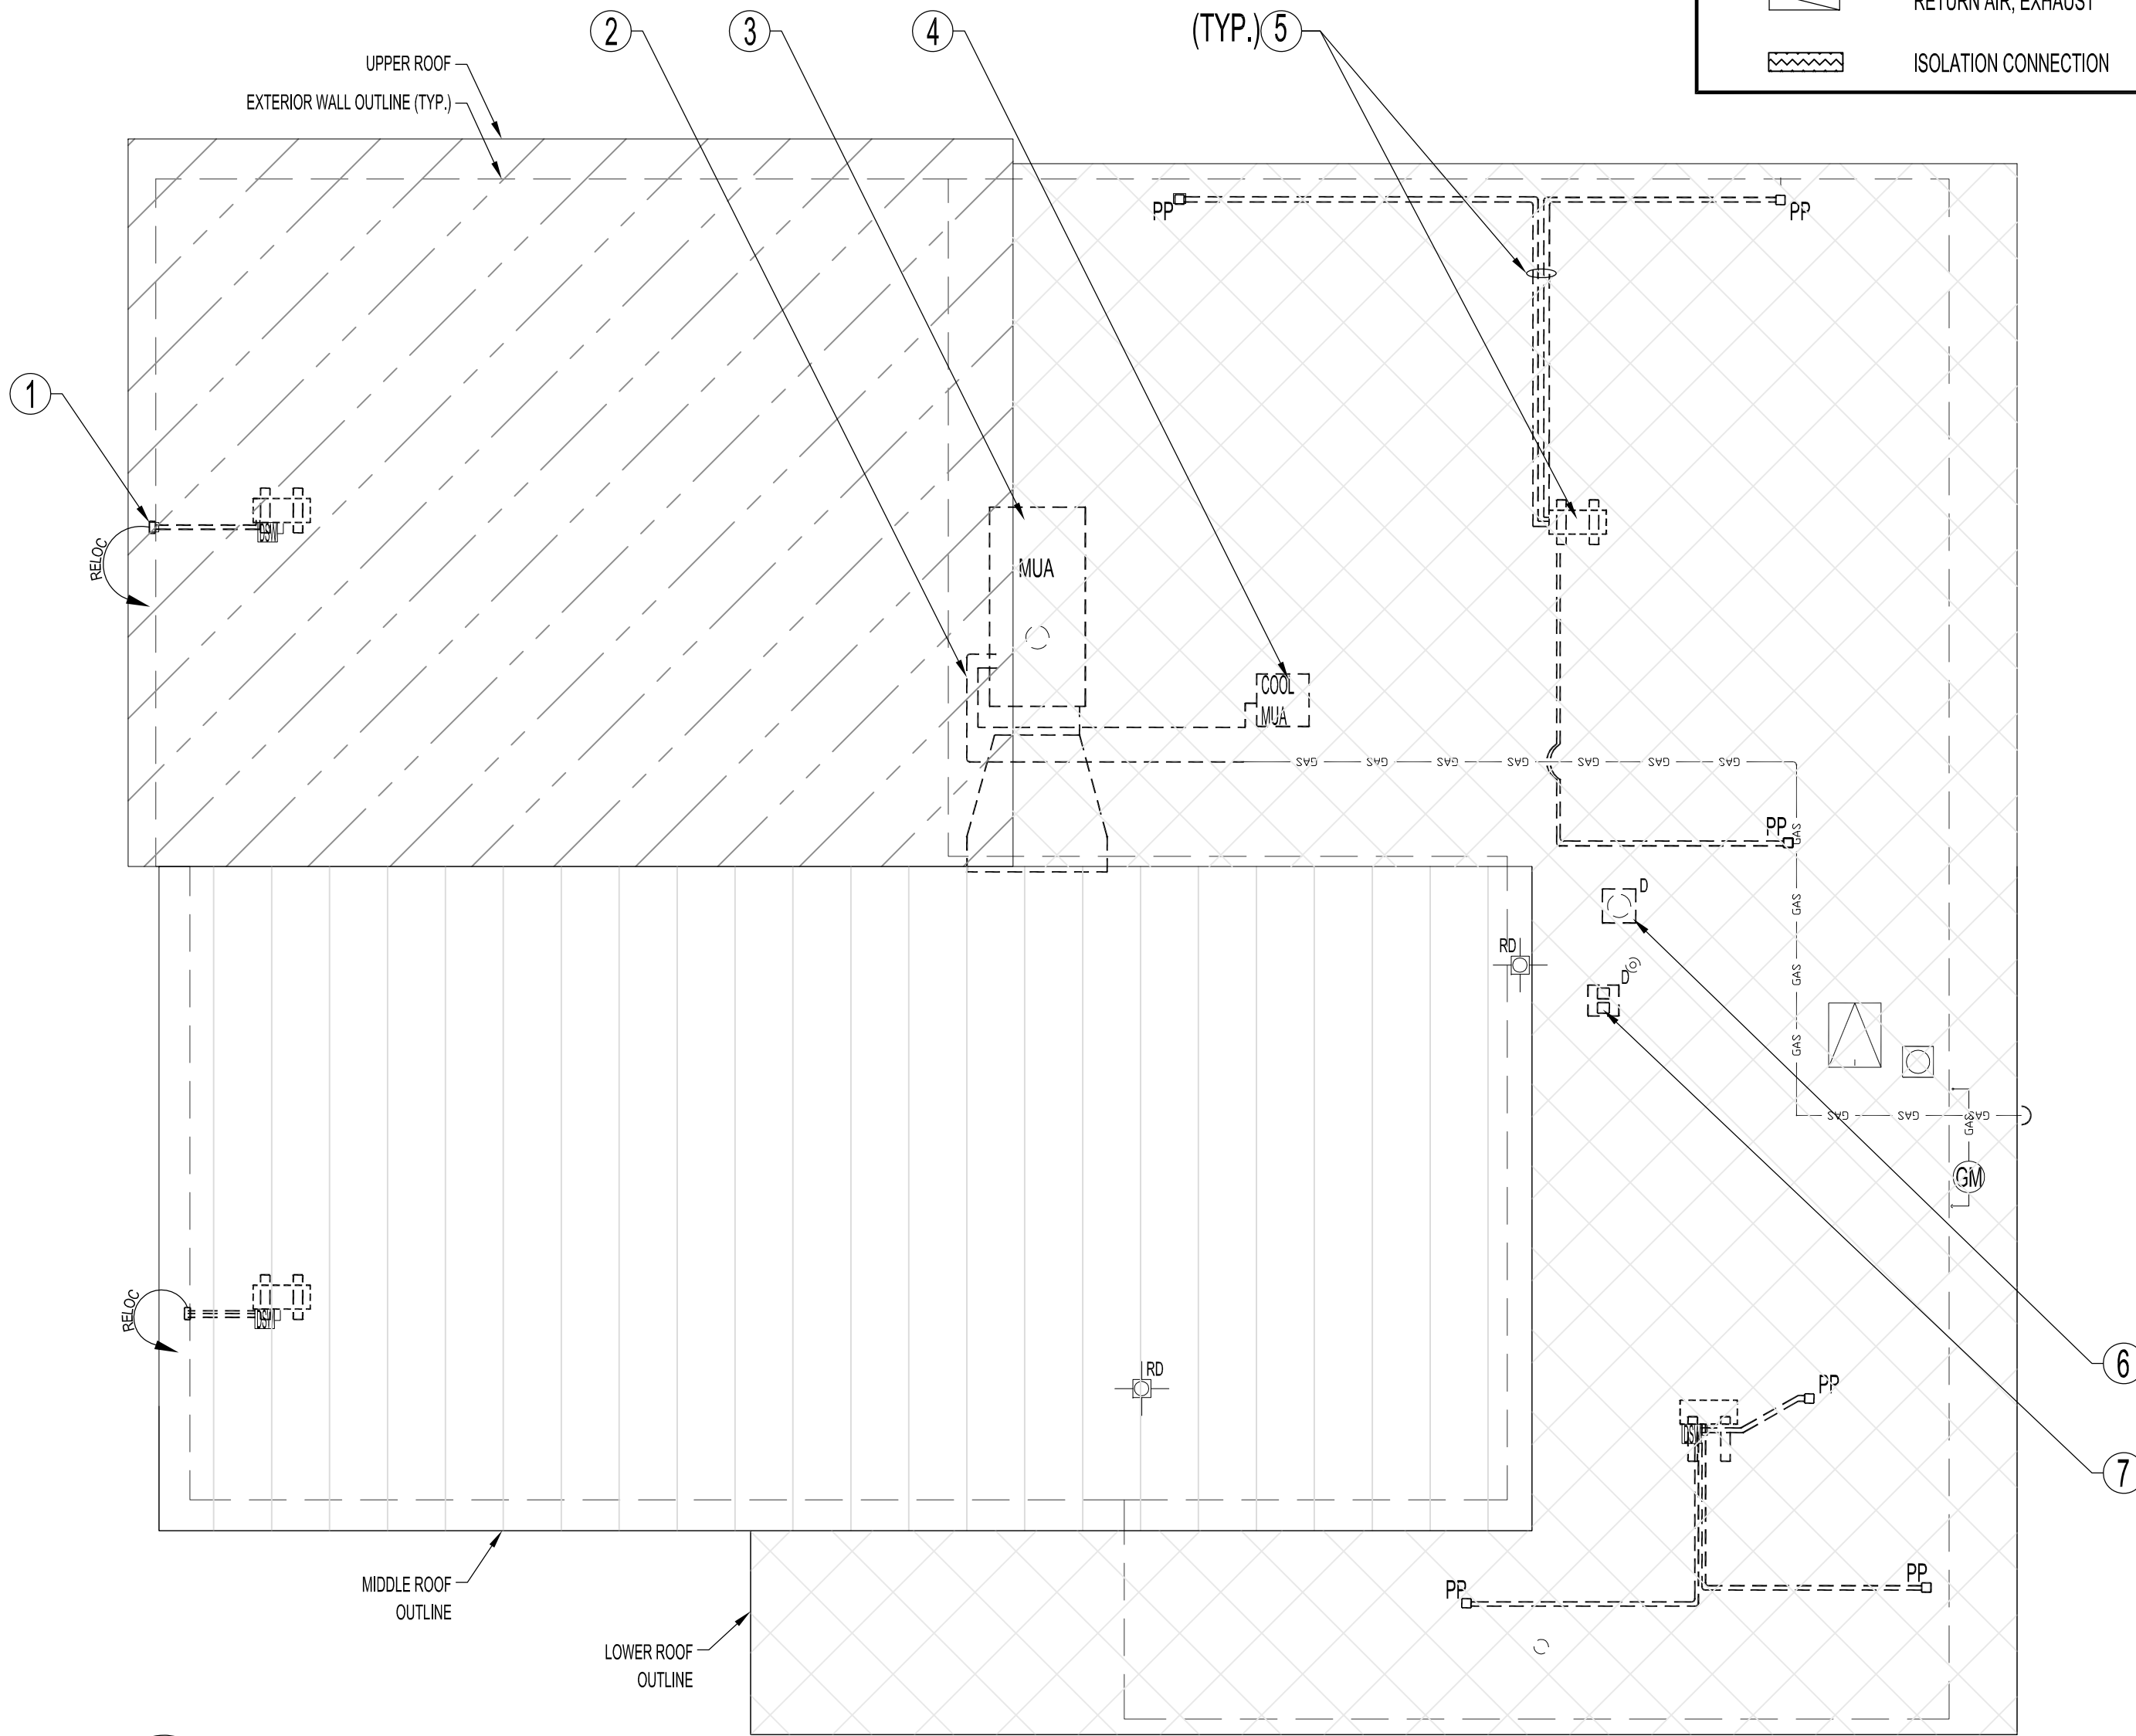 RETURN AIR, EXHAUST
ISOLATION CONNECTION
2
3
4
(TYP.) 5
UPPER ROOF
EXTERIOR WALL OUTLINE (TYP.)
PP
PP
1
RELOC
DSM
MUA
COOL
MUA
GAS GAS GAS GAS GAS GAS GAS
PP
GAS
D
GAS
RD
D
GAS
GAS
GAS GAS GAS
GAS
GM
RELOC
RD
6
PP
7
MIDDLE ROOF
OUTLINE
PP
PP
LOWER ROOF
OUTLINE